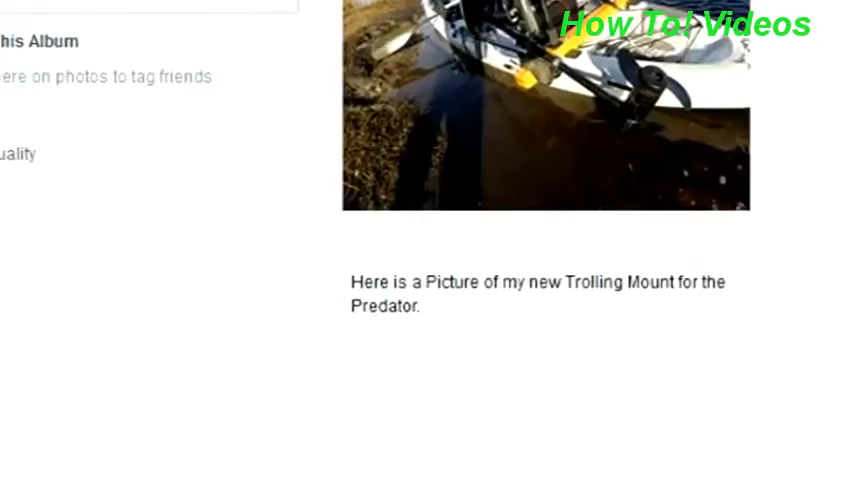 How To! Videos
his Album
ere on photos to tag friends
uality
Here is a Picture of my new Trolling Mount for the
Predator.